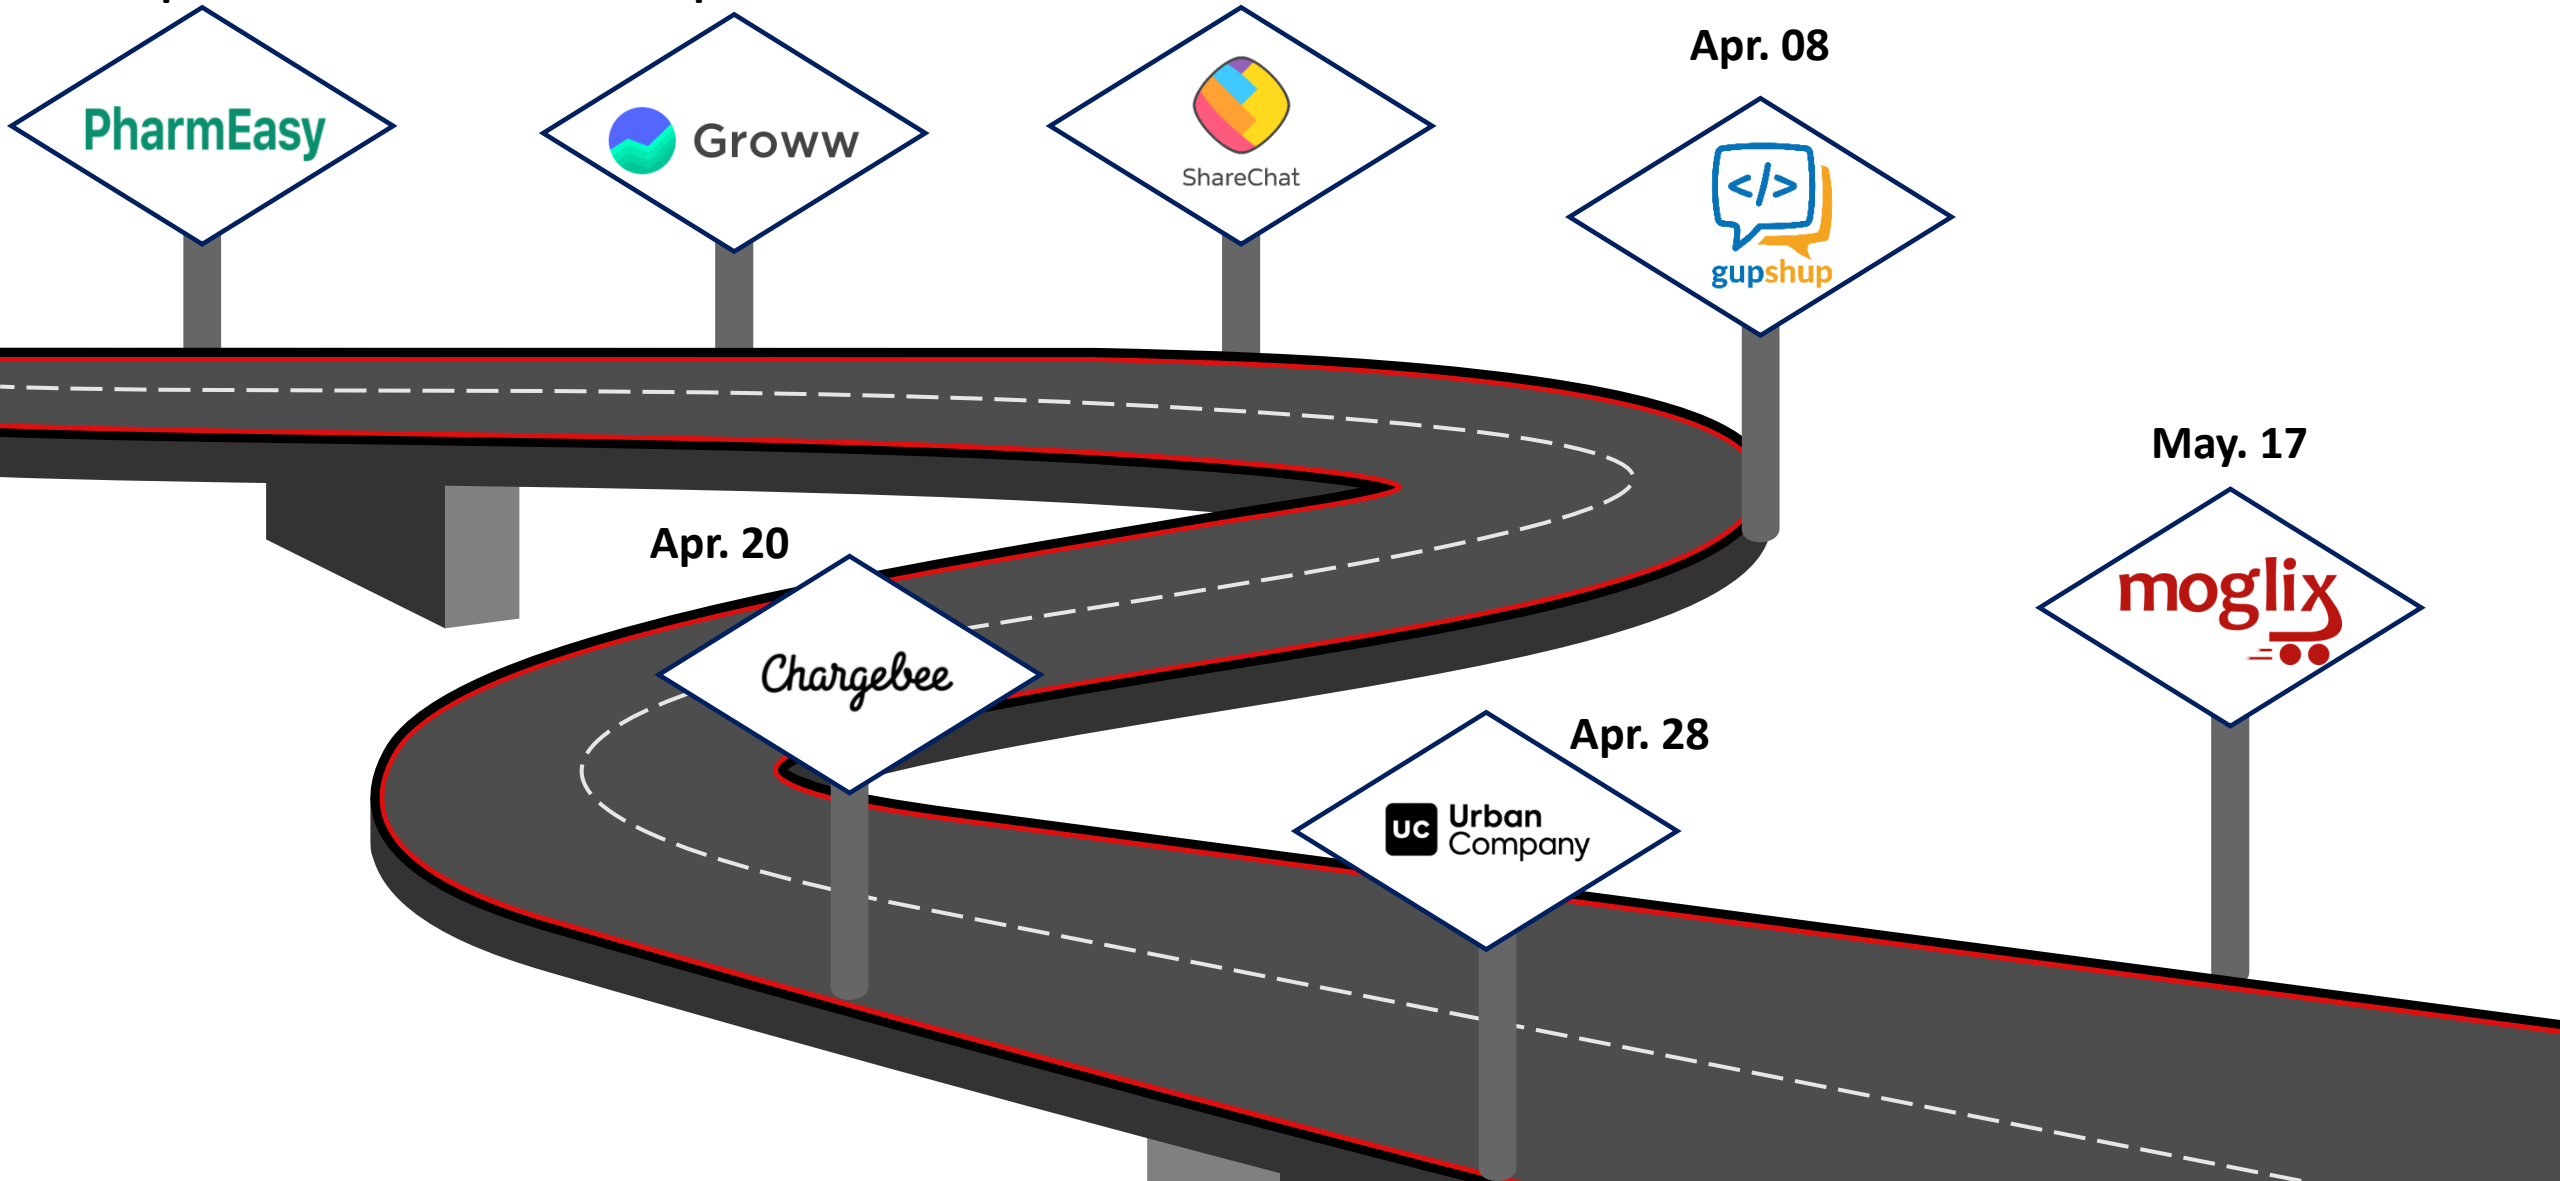 PharmEasy
Groww
ShareChat
Apr. 08
</>
gupshup
Apr. 20
Chargebee
Apr. 28
UC Urban
Company
May. 17
moglix